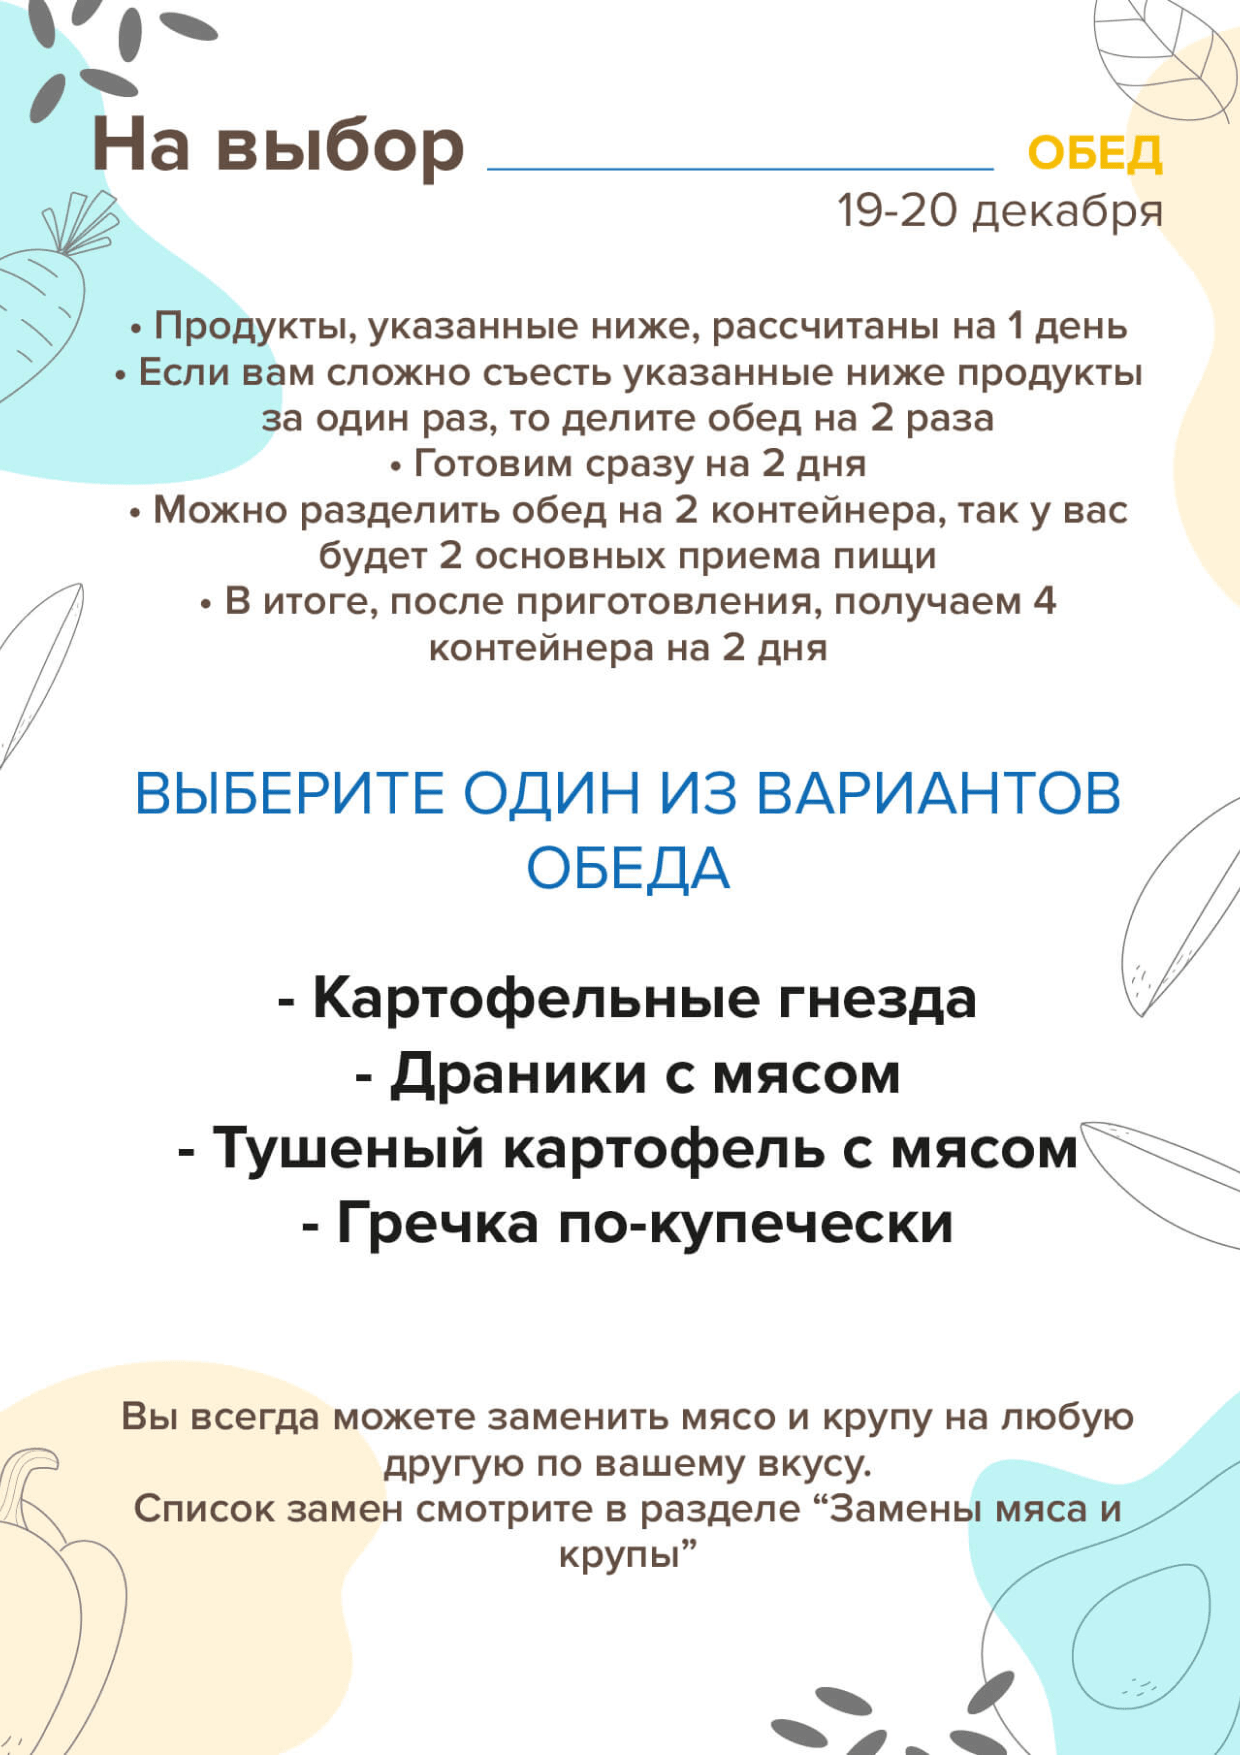 На выбор
ОБЕД
19-20 декабря
• Продукты, указанные ниже, рассчитаны на 1 день
• Если вам сложно съесть указанные ниже продукты
за один раз, то делите обед на 2 раза
• Готовим сразу на 2 дня
• Можно разделить обед на 2 контейнера, так у вас
будет 2 основных приема пищи
• В итоге, после приготовления, получаем 4
контейнера на 2 дня
ВЫБЕРИТЕ ОДИН ИЗ ВАРИАНТОВ
ОБЕДА
- Картофельные гнезда
- Драники с мясом
- Тушеный картофель с мясом
- Гречка по-купечески
Вы всегда можете заменить мясо и крупу на любую
другую по вашему вкусу.
Список замен смотрите в разделе “Замены мяса и
крупы”